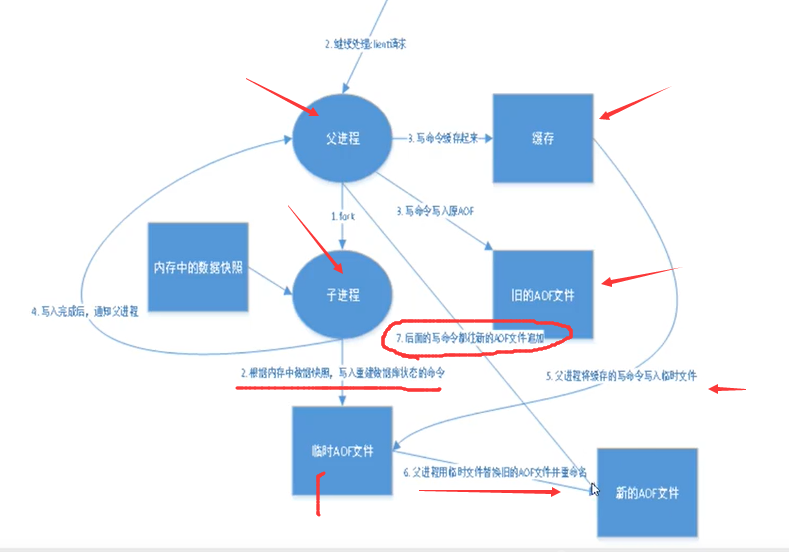 2. 继续处理client请求
父进程
3. 写命令缓存起来
缓存
1.fork
3. 写命令写入原AOF
内存中的数据快照
子进程
旧的AOF文件
4. 写入完成后，通知父进程
7. 后面的写命令都往新的AOF文件追加
2. 根据内存中数据快照，写入重建数据库状态的命令
5. 父进程将缓存的写命令写入临时文件
临时AOF文件
6. 父进程用临时文件替换旧的AOF文件并重命名
新的AOF文件